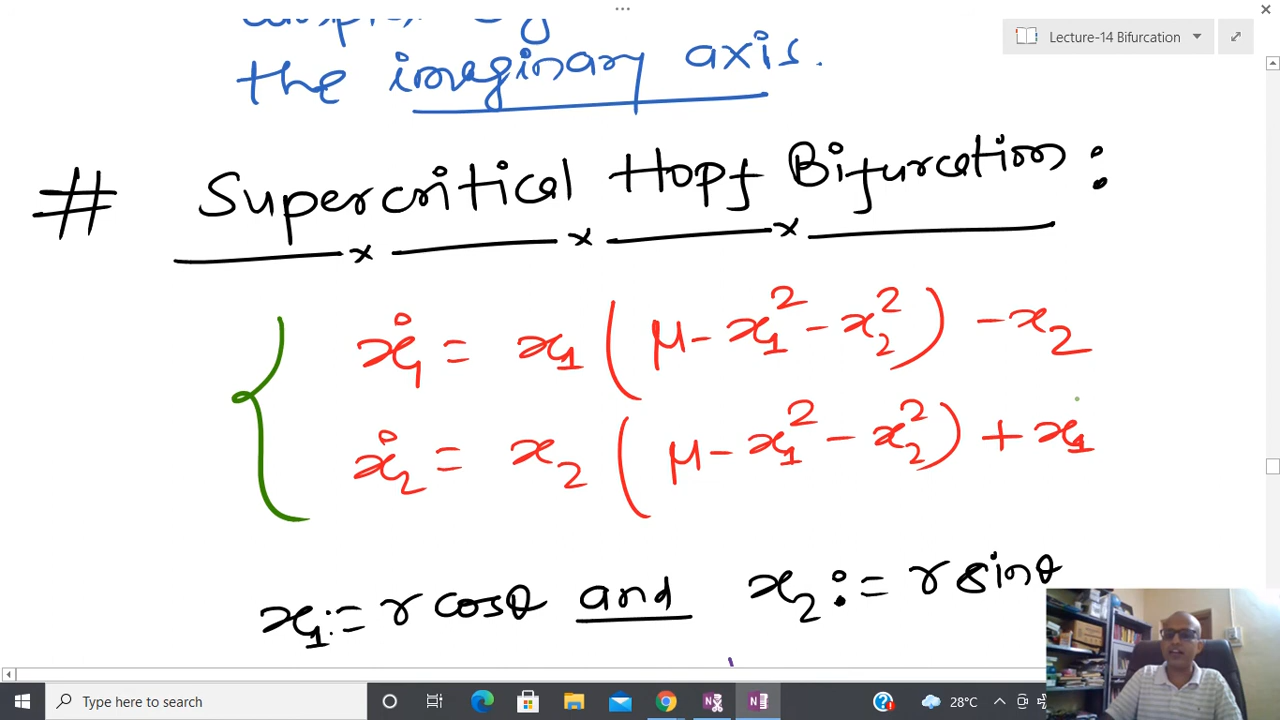 Lecture-14 Bifurcation
the imaginary axis.
# Supercritical Hopf Bifurcation:
ẋ₁ = x₁ (μ - x₁² - x₂²) - x₂
ẋ₂ = x₂ (μ - x₁² - x₂²) + x₁
x₁ := r cosθ and x₂ := r sinθ
Type here to search
28°C